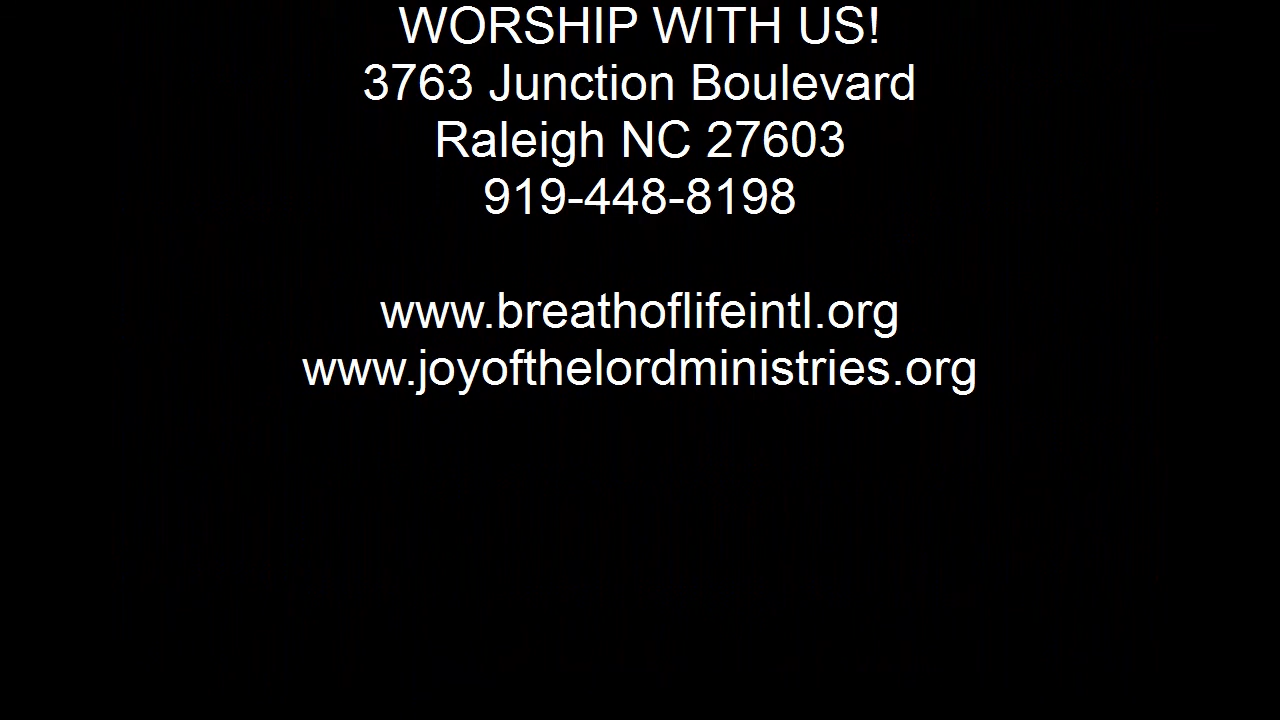 WORSHIP WITH US!
3763 Junction Boulevard
Raleigh NC 27603
919-448-8198
www.breathoflifeintl.org
www.joyofthelordministries.org